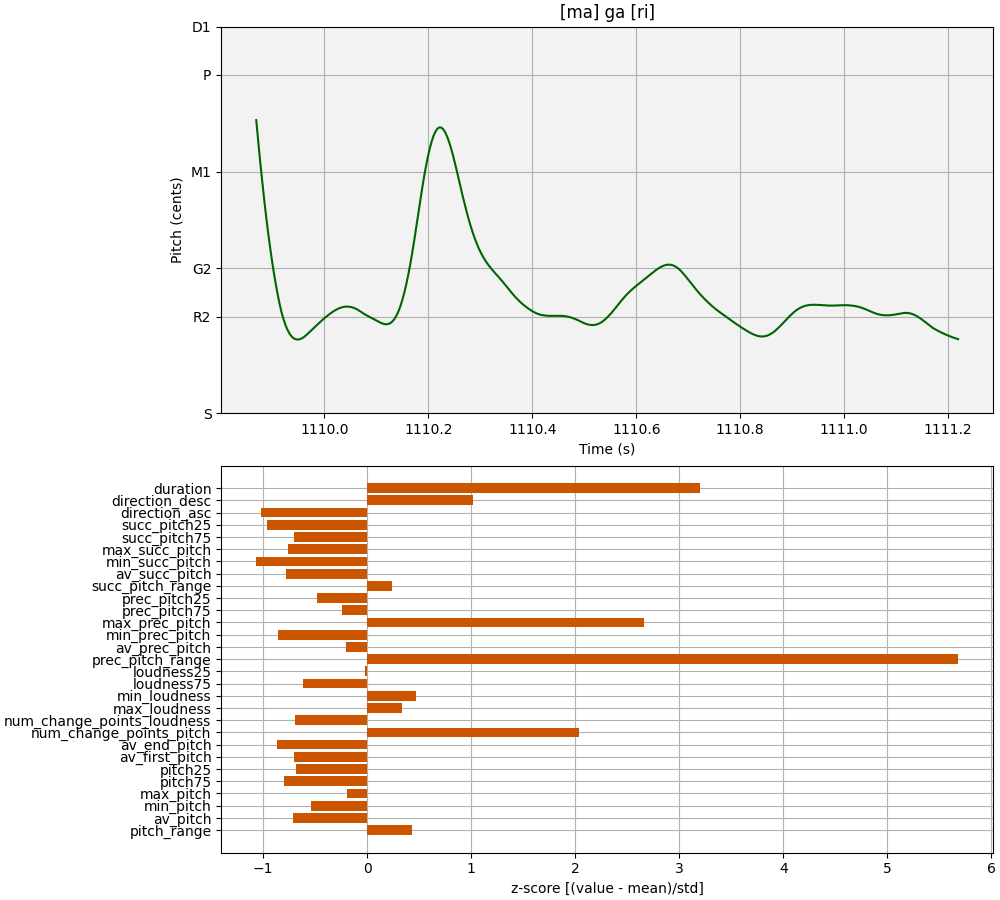 [ma] ga [ri]
D1
P
M1
G2
R2
S
Pitch (cents)
1110.0 1110.2 1110.4 1110.6 1110.8 1111.0 1111.2
Time (s)
duration
direction_desc
direction_asc
succ_pitch25
succ_pitch75
max_succ_pitch
min_succ_pitch
av_succ_pitch
succ_pitch_range
prec_pitch25
prec_pitch75
max_prec_pitch
min_prec_pitch
av_prec_pitch
prec_pitch_range
loudness25
loudness75
min_loudness
max_loudness
num_change_points_loudness
num_change_points_pitch
av_end_pitch
av_first_pitch
pitch25
pitch75
max_pitch
min_pitch
av_pitch
pitch_range
−1 0 1 2 3 4 5 6
z-score [(value - mean)/std]